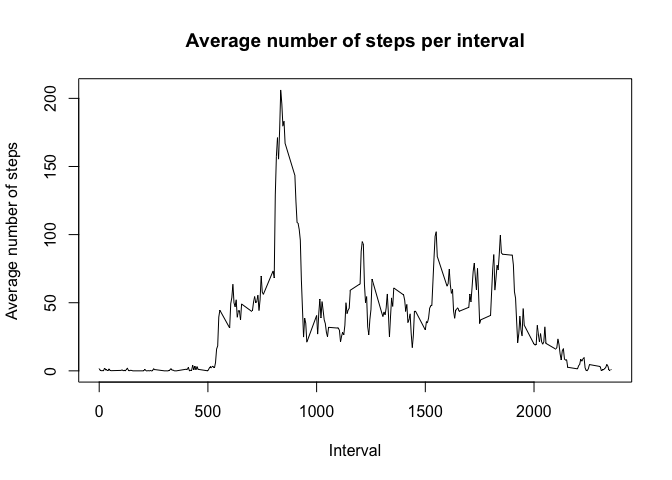 Average number of steps per interval
Average number of steps
200
150
100
50
0
0 500 1000 1500 2000
Interval